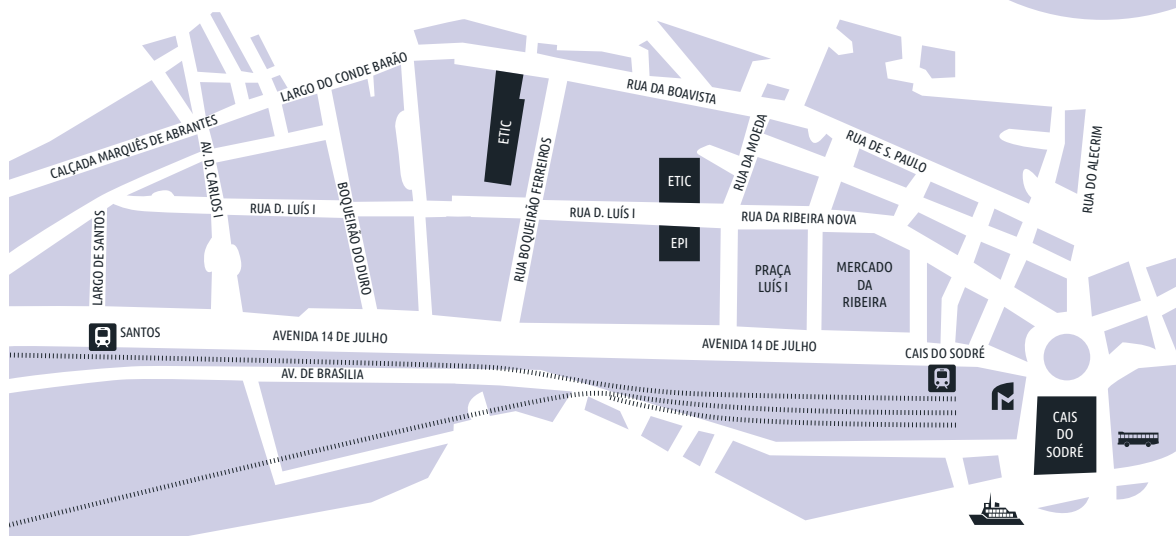 LARGO DO CONDE BARÃO
CALÇADA MARQUÊS DE ABRANTES
RUA DA BOAVISTA
RUA DA MOEDA
RUA DE S. PAULO
RUA DO ALECRIM
ETIC
AV. D. CARLOS I
BOQUEIRÃO DO DURO
RUA BOQUEIRÃO FERREIROS
ETIC
LARGO DE SANTOS
RUA D. LUÍS I
RUA D. LUÍS I
RUA DA RIBEIRA NOVA
EPI
PRAÇA
LUÍS I
MERCADO
DA
RIBEIRA
SANTOS
AVENIDA 14 DE JULHO
AVENIDA 14 DE JULHO
CAIS DO SODRÉ
AV. DE BRASILIA
CAIS
DO
SODRÉ